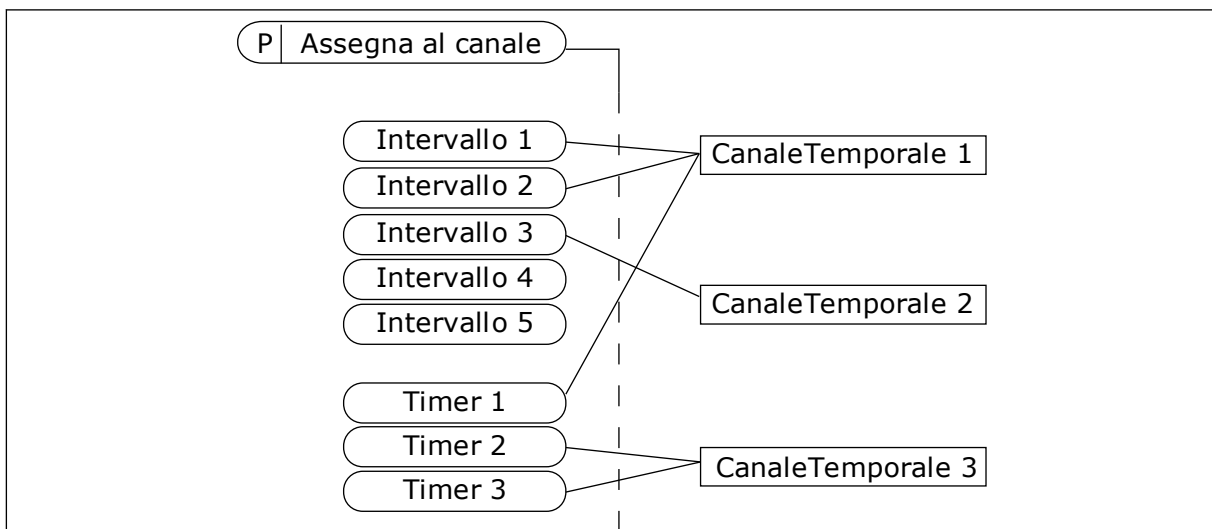 P Assegna al canale
Intervallo 1
CanaleTemporale 1
Intervallo 2
Intervallo 3
Intervallo 4
CanaleTemporale 2
Intervallo 5
Timer 1
Timer 2
CanaleTemporale 3
Timer 3